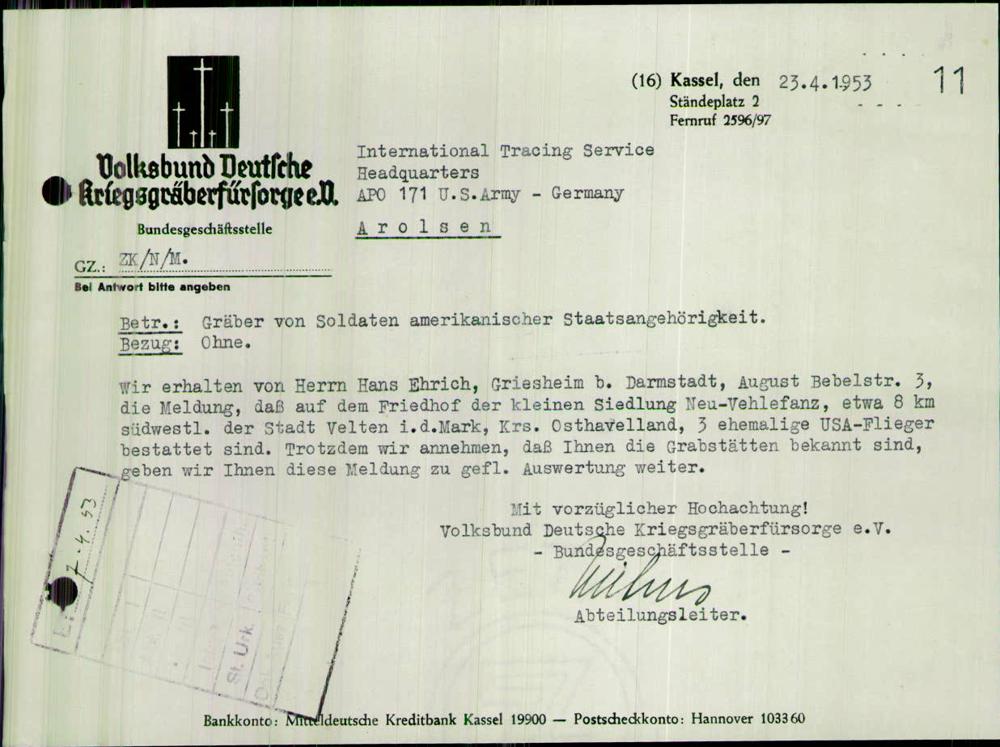 (16) Kassel, den 23.4.1953
11
Ständeplatz 2
Fernruf 2596/97
Volksbund Deutsche
Kriegsgräberfürsorge e.V.
Bundesgeschäftsstelle
GZ.: ZK/N/M.
Bei Antwort bitte angeben
International Tracing Service
Headquarters
APO 171 U.S.Army - Germany
Arolsen
Betr.: Gräber von Soldaten amerikanischer Staatsangehörigkeit.
Bezug: Ohne.
Wir erhalten von Herrn Hans Ehrich, Griesheim b. Darmstadt, August Bebelstr. 3,
die Meldung, daß auf dem Friedhof der kleinen Siedlung Neu-Vehlefanz, etwa 8 km
südwestl. der Stadt Velten i.d.Mark, Krs. Osthavelland, 3 ehemalige USA-Flieger
bestattet sind. Trotzdem wir annehmen, daß Ihnen die Grabstätten bekannt sind,
geben wir Ihnen diese Meldung zu gefl. Auswertung weiter.
Mit vorzüglicher Hochachtung!
Volksbund Deutsche Kriegsgräberfürsorge e.V.
- Bundesgeschäftsstelle -
Abteilungsleiter.
St. Urk.
Bankkonto: Mitteldeutsche Kreditbank Kassel 19900 — Postscheckkonto: Hannover 103360